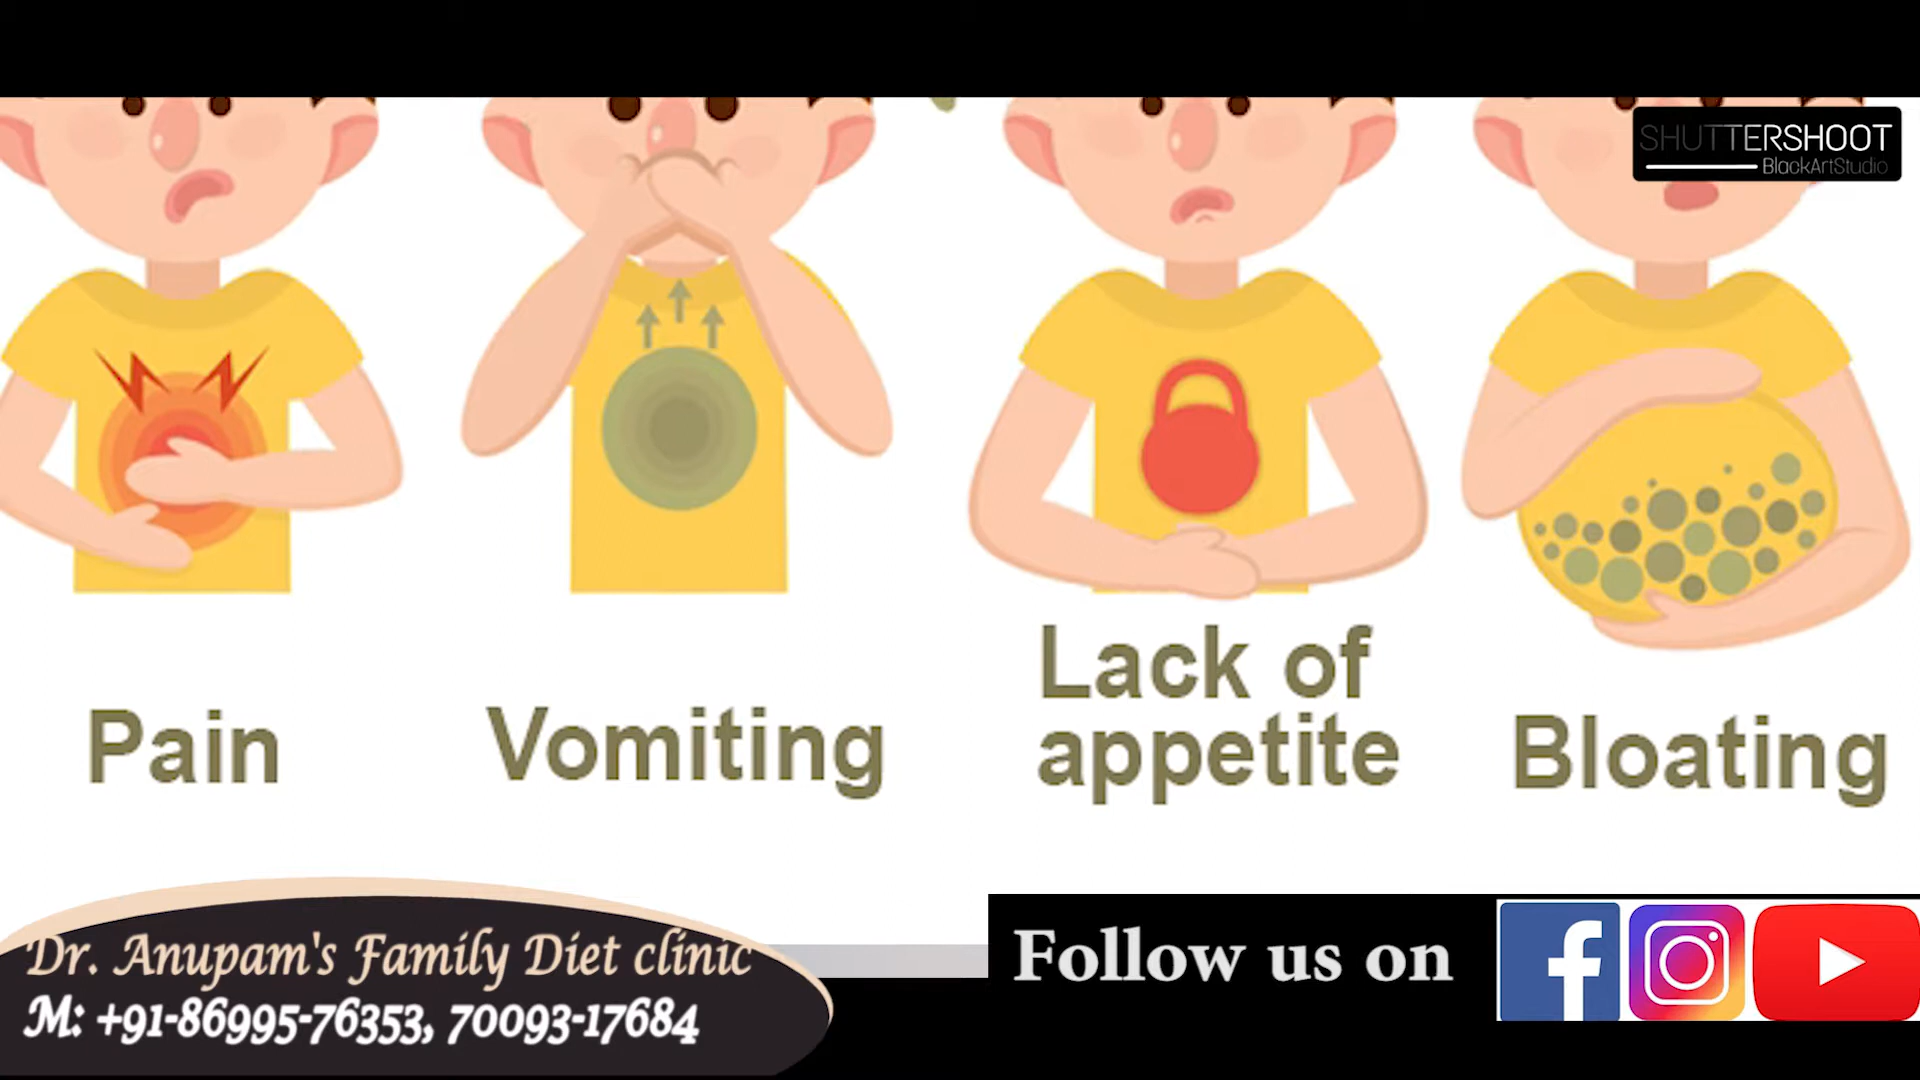 SHUTTERSHOOT
BlackArtStudio
Pain
Vomiting
Lack of
appetite
Bloating
Dr. Anupam's Family Diet clinic
M: +91-86995-76353, 70093-17684
Follow us on